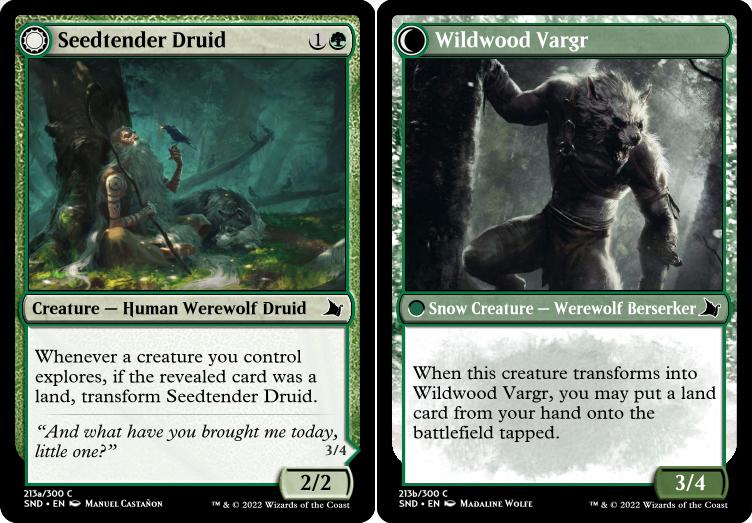 Seedtender Druid 1
Creature — Human Werewolf Druid
Whenever a creature you control
explores, if the revealed card was a
land, transform Seedtender Druid.
“And what have you brought me today,
little one?”
3/4
2/2
213a/300 C
SND • EN Manuel Castañon
™ & © 2022 Wizards of the Coast
Wildwood Vargr
Snow Creature — Werewolf Berserker
When this creature transforms into
Wildwood Vargr, you may put a land
card from your hand onto the
battlefield tapped.
3/4
213b/300 C
SND • EN Madaline Wolfe
™ & © 2022 Wizards of the Coast